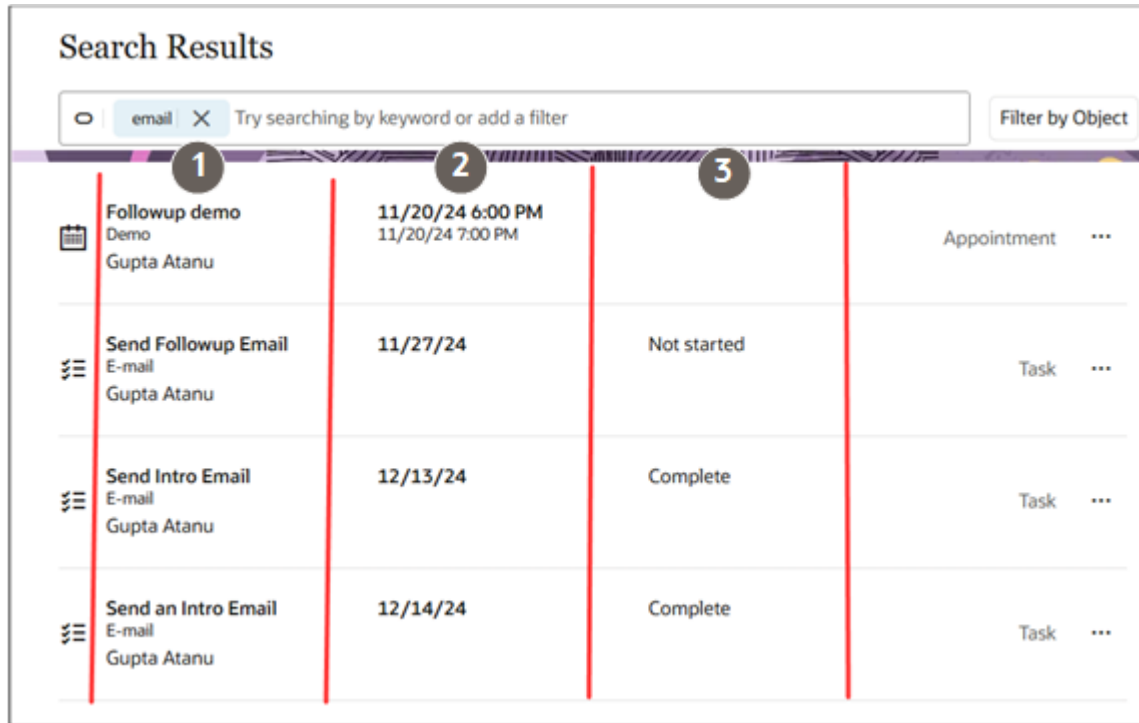 Search Results
email Try searching by keyword or add a filter Filter by Object
1 2 3
Followup demo 11/20/24 6:00 PM
Demo 11/20/24 7:00 PM
Gupta Atanu Appointment ...
Send Followup Email 11/27/24 Not started
E-mail Task ...
Gupta Atanu
Send Intro Email 12/13/24 Complete
E-mail Task ...
Gupta Atanu
Send an Intro Email 12/14/24 Complete
E-mail Task ...
Gupta Atanu